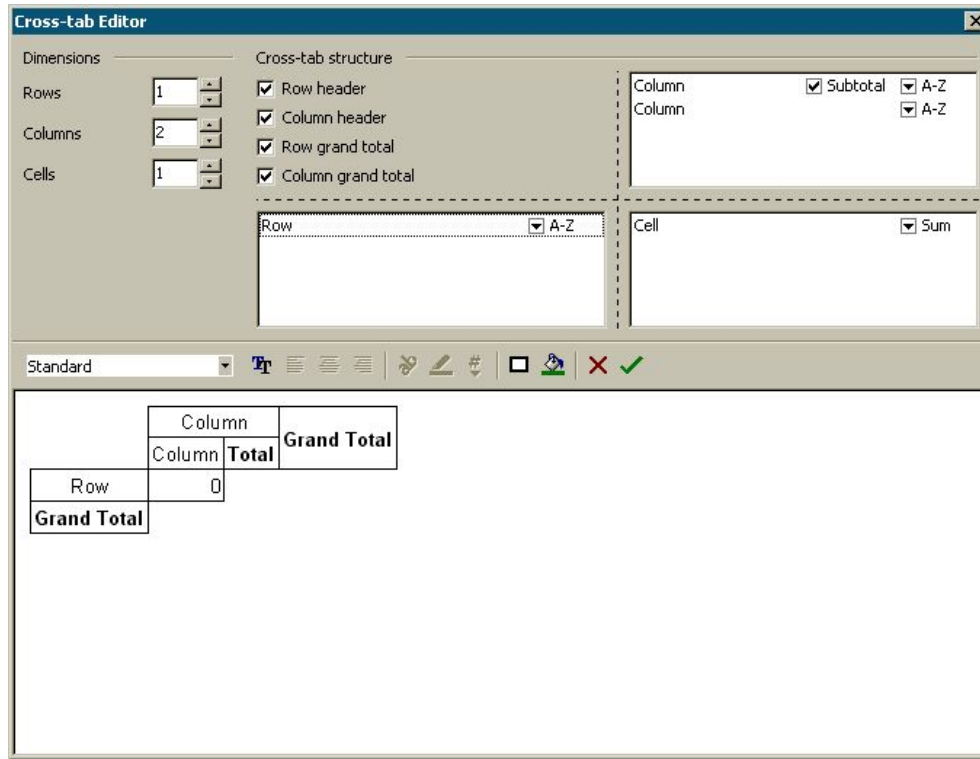 Cross-tab Editor
Dimensions
Rows 1
Columns 2
Cells 1
Cross-tab structure
Row header
Column header
Row grand total
Column grand total
Column Subtotal A-Z
Column A-Z
Row A-Z
Cell Sum
Standard
Column Grand Total
Column Total
Row 0
Grand Total